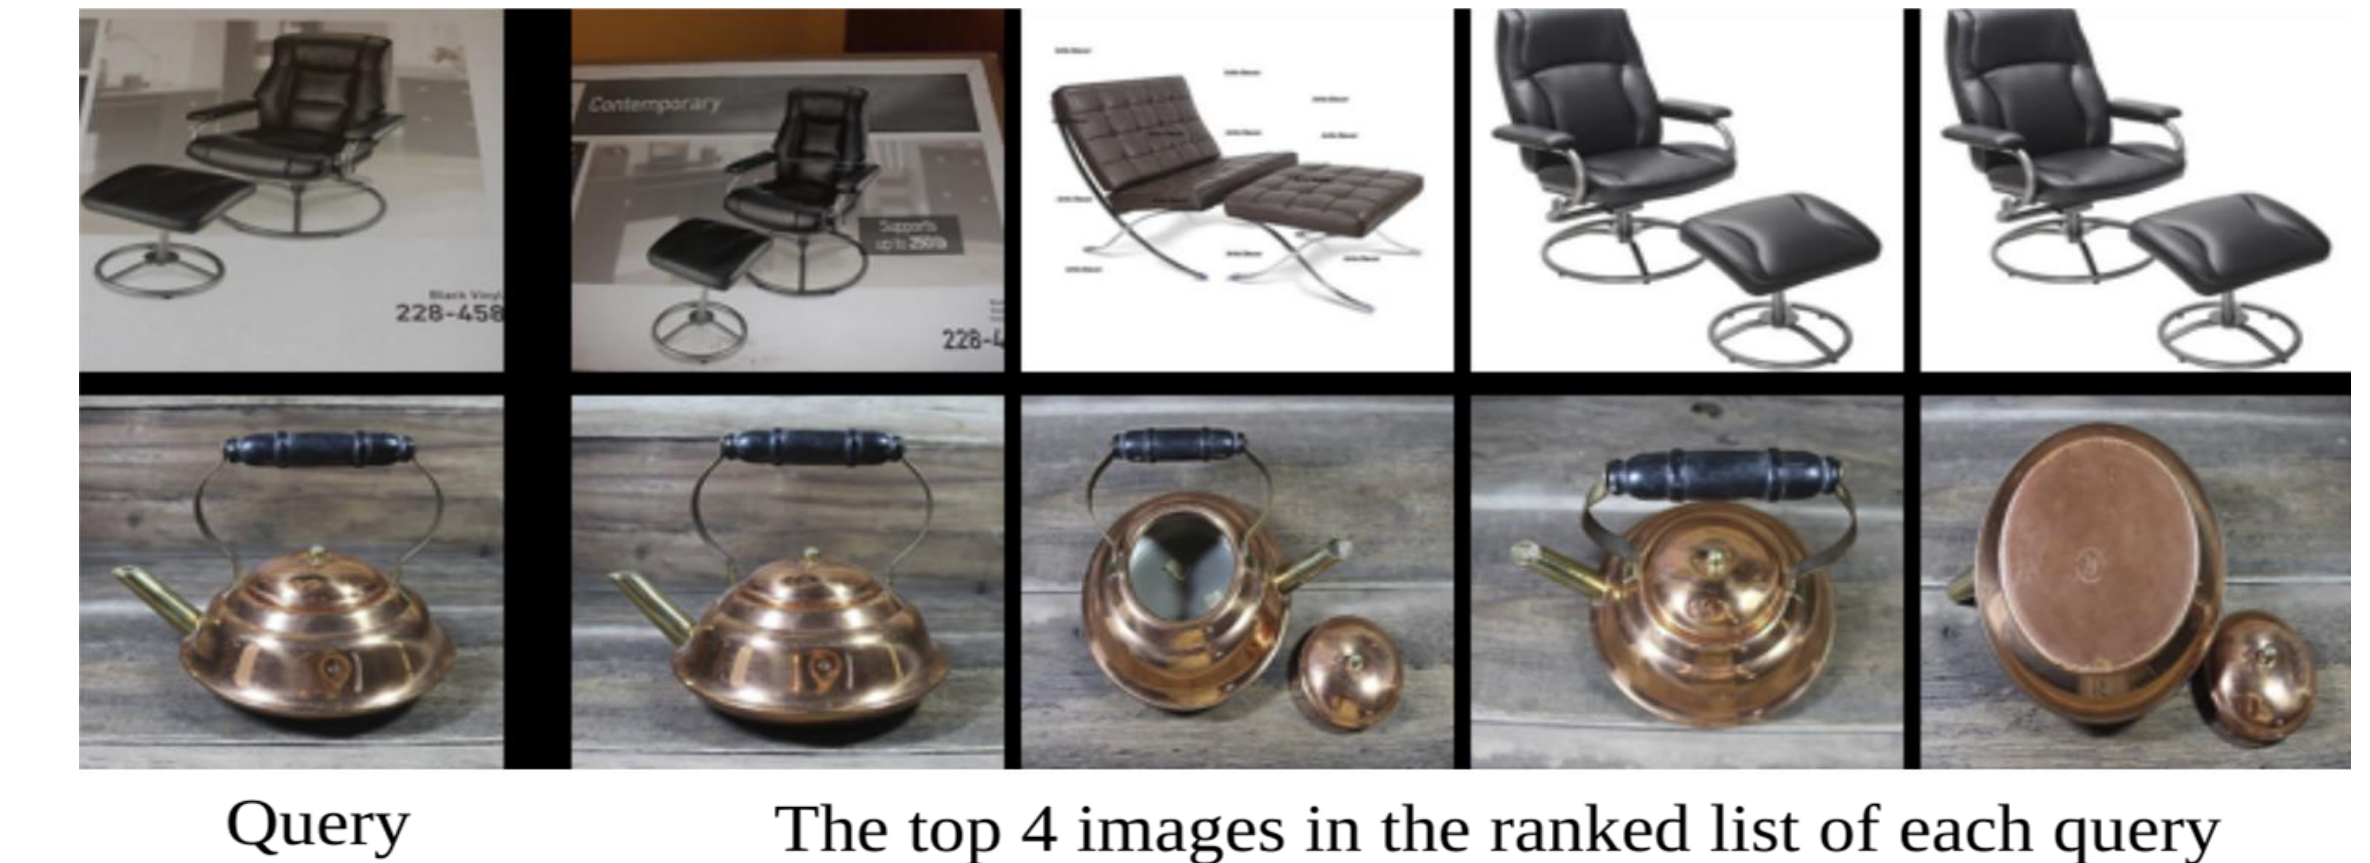 Contemporary
Supports
up to 250lb
Black Vinyl
228-458
228-4
Query
The top 4 images in the ranked list of each query